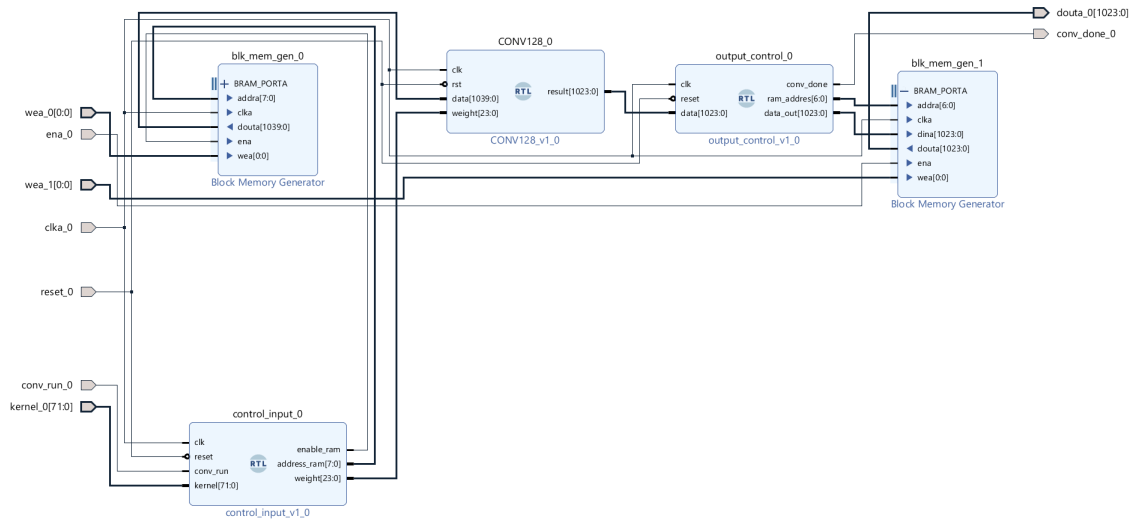 douta_0[1023:0]
conv_done_0
wea_0[0:0]
ena_0
wea_1[0:0]
clka_0
reset_0
conv_run_0
kernel_0[71:0]
blk_mem_gen_0
BRAM_PORTA
addra[7:0]
clka
douta[1039:0]
ena
wea[0:0]
Block Memory Generator
CONV128_0
clk
rst
data[1039:0]
weight[23:0]
RTL
result[1023:0]
CONV128_v1_0
output_control_0
clk
reset
data[1023:0]
RTL
conv_done
ram_addres[6:0]
data_out[1023:0]
output_control_v1_0
blk_mem_gen_1
BRAM_PORTA
addra[6:0]
clka
dina[1023:0]
douta[1023:0]
ena
wea[0:0]
Block Memory Generator
control_input_0
clk
reset
conv_run
kernel[71:0]
RTL
enable_ram
address_ram[7:0]
weight[23:0]
control_input_v1_0